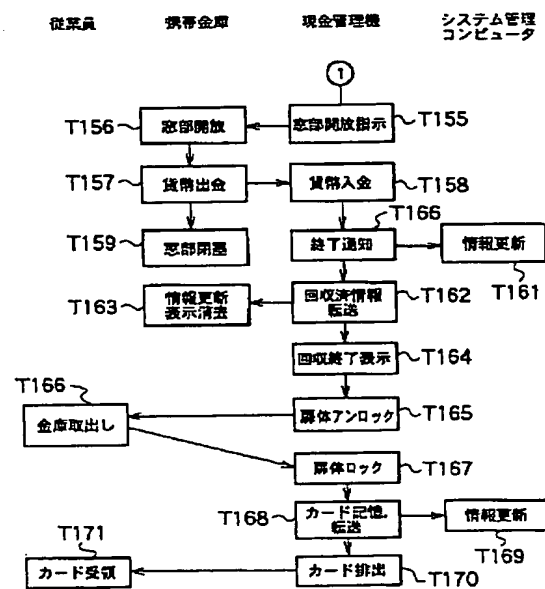 従業員
携帯金庫
現金管理機
システム管理
コンピュータ
1
T156
窓部開放
窓部開放指示
T155
T157
貨幣出金
貨幣入金
T158
T166
T159
窓部閉塞
終了通知
情報更新
T161
T163
情報更新
表示消去
回収済情報
転送
T162
回収終了表示
T164
T166
金庫取出し
扉体アンロック
T165
扉体ロック
T167
T168
カード記憶.
転送
情報更新
T169
T171
カード受領
カード排出
T170